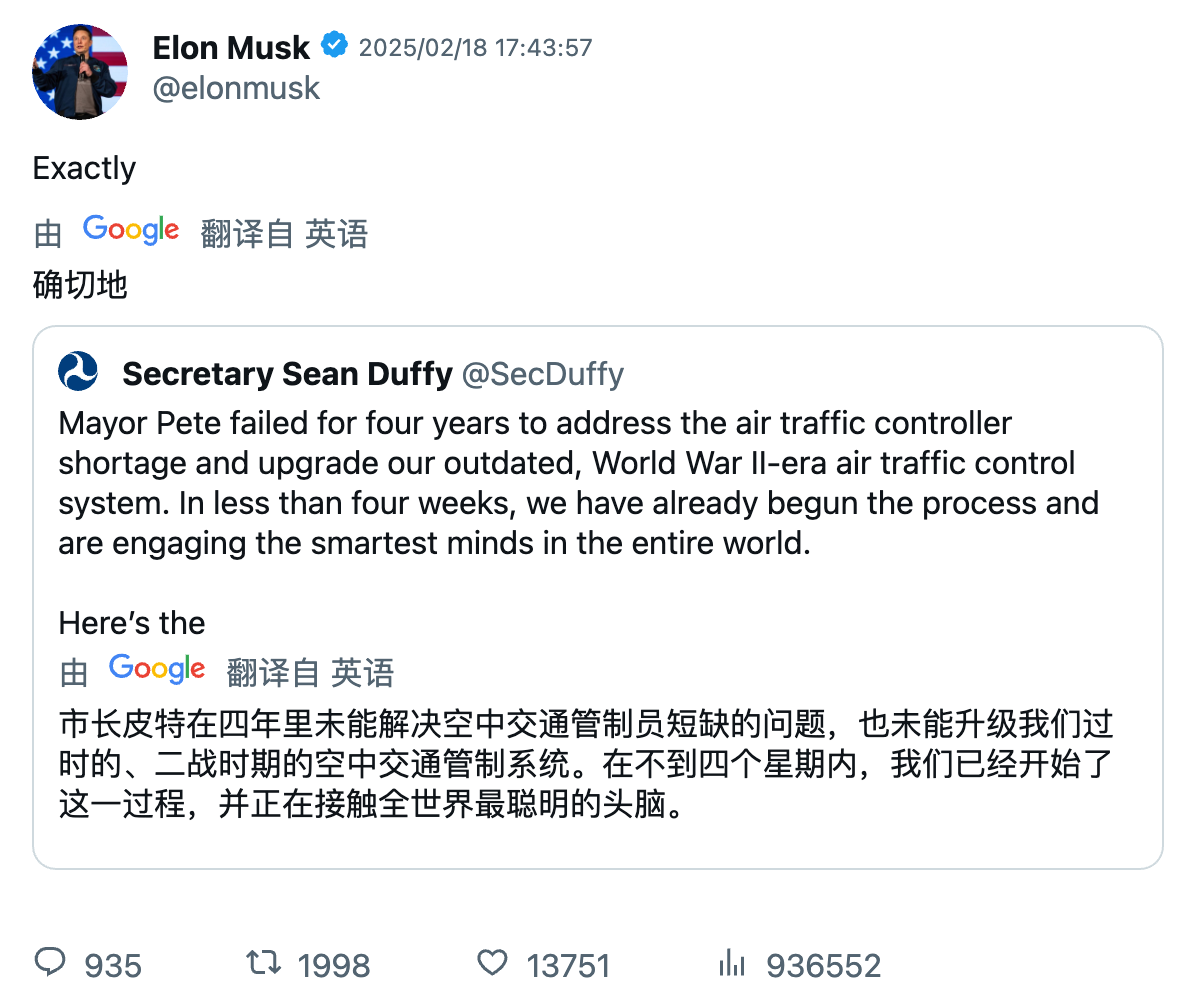 Elon Musk 2025/02/18 17:43:57
@elonmusk
Exactly
由 Google 翻译自 英语
确切地
Secretary Sean Duffy @SecDuffy
Mayor Pete failed for four years to address the air traffic controller
shortage and upgrade our outdated, World War II-era air traffic control
system. In less than four weeks, we have already begun the process and
are engaging the smartest minds in the entire world.
Here’s the
由 Google 翻译自 英语
市长皮特在四年里未能解决空中交通管制员短缺的问题，也未能升级我们过
时的、二战时期的空中交通管制系统。在不到四个星期内，我们已经开始了
这一过程，并正在接触全世界最聪明的头脑。
935 1998 13751 936552